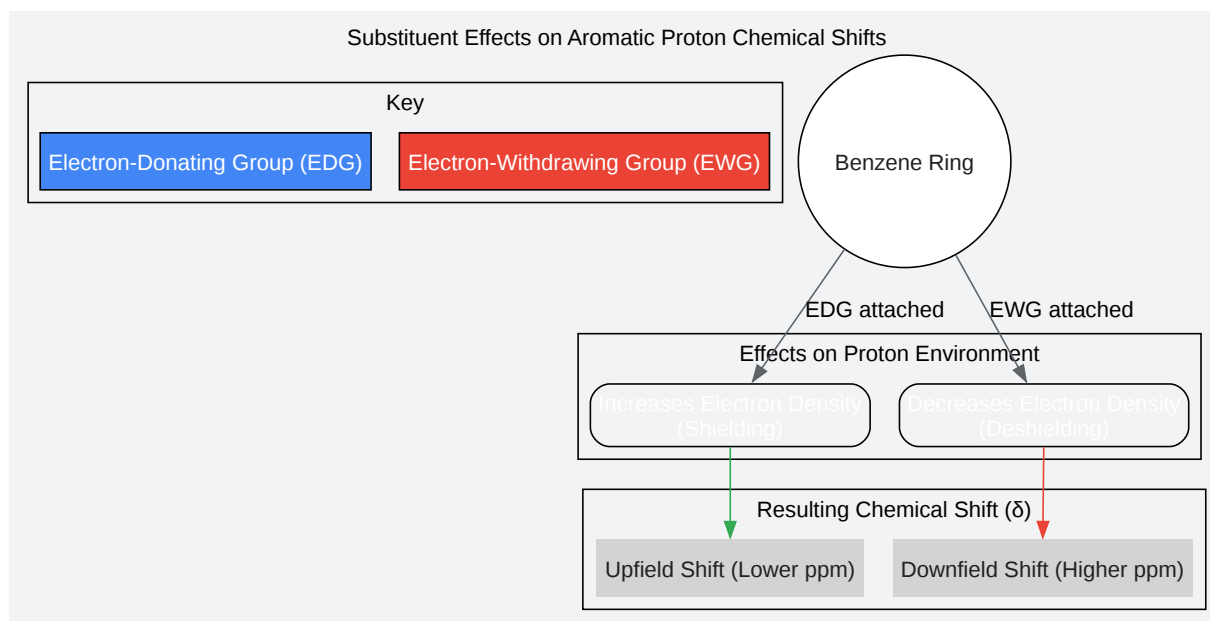 Substituent Effects on Aromatic Proton Chemical Shifts
Key
Electron-Donating Group (EDG)
Electron-Withdrawing Group (EWG)
Benzene Ring
EDG attached
EWG attached
Effects on Proton Environment
Increases Electron Density
(Shielding)
Decreases Electron Density
(Deshielding)
Resulting Chemical Shift (δ)
Upfield Shift (Lower ppm)
Downfield Shift (Higher ppm)